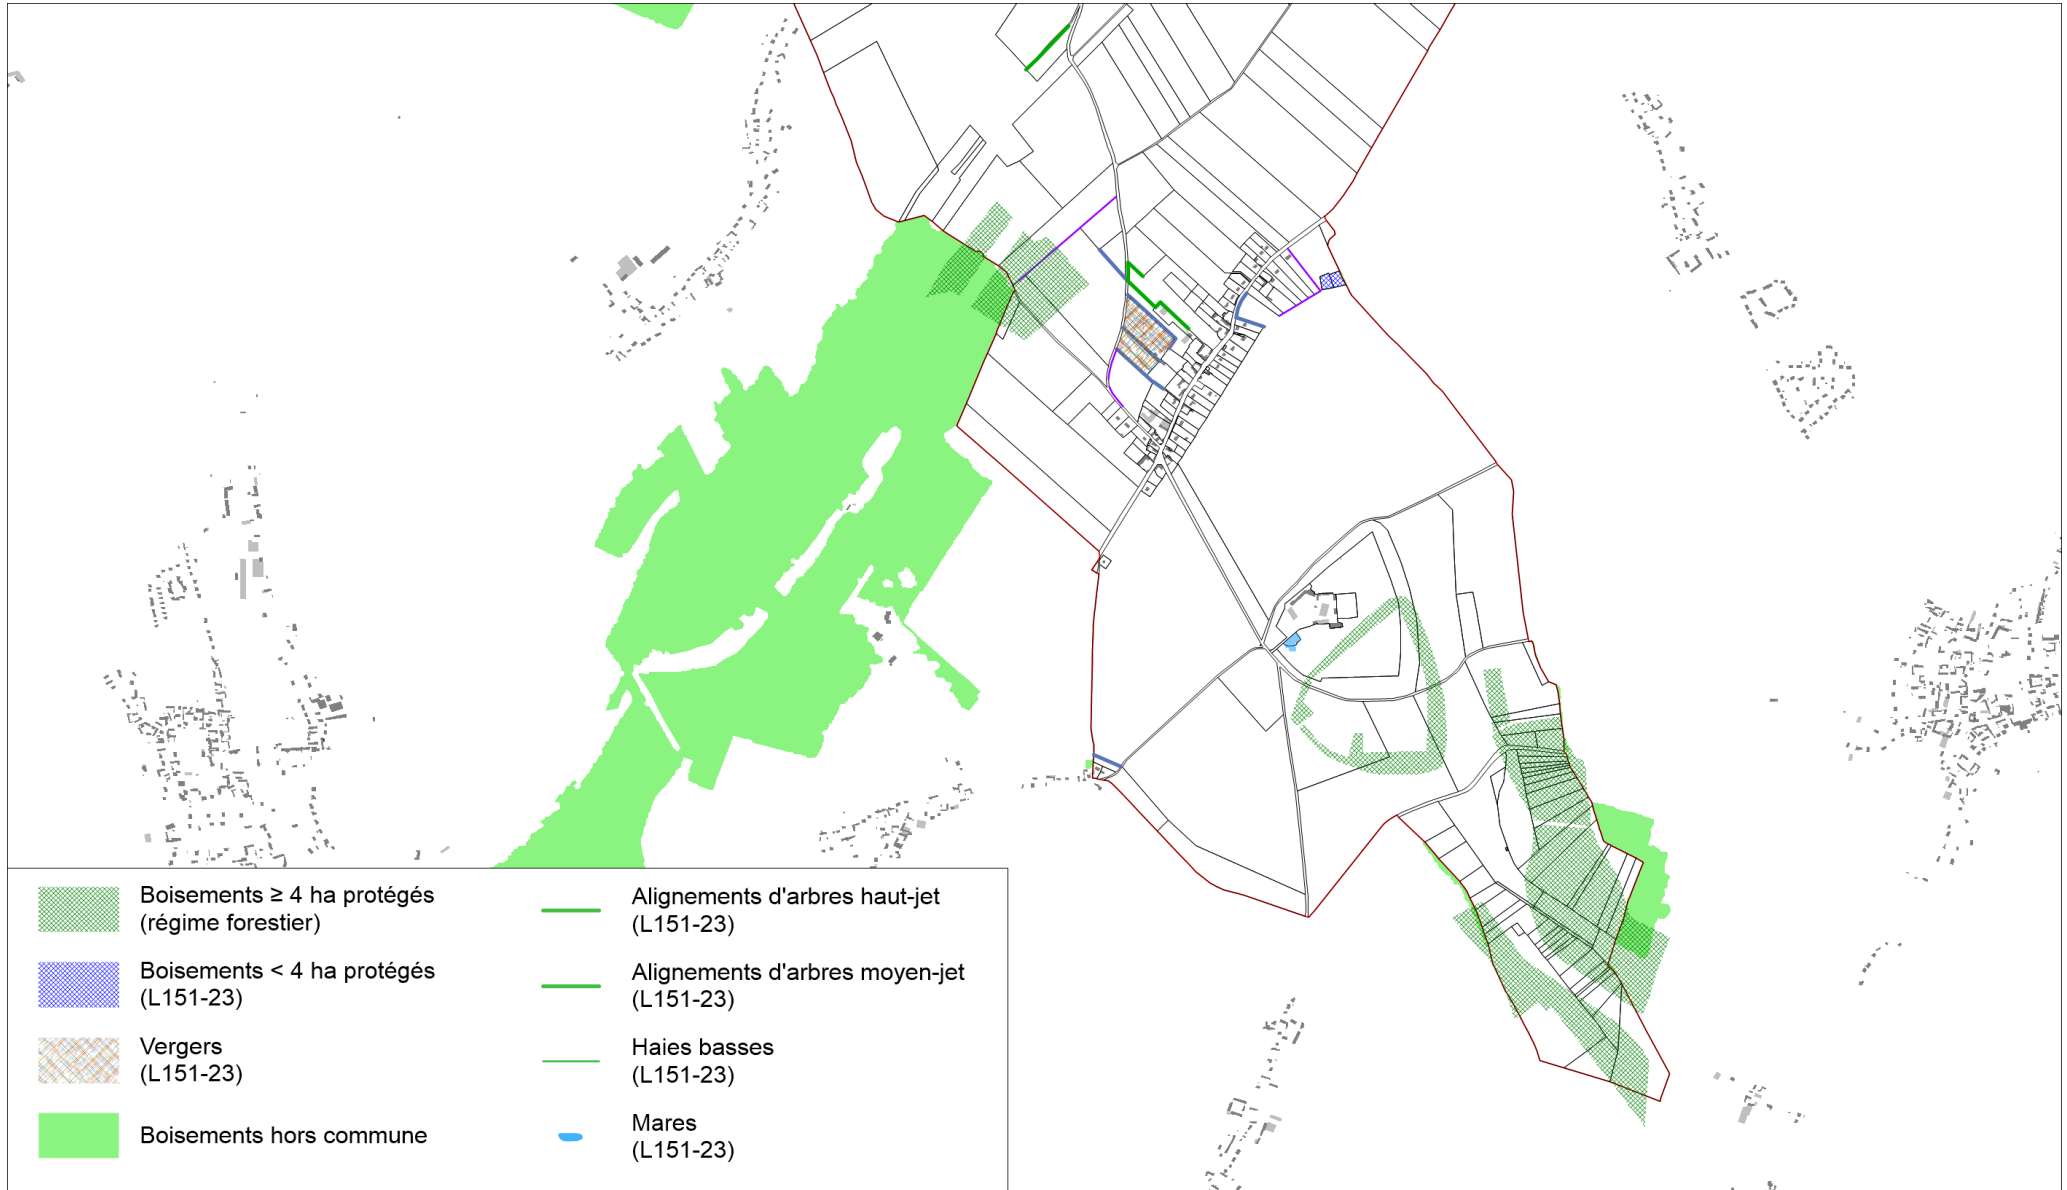 Boisements ≥ 4 ha protégés
(régime forestier)
Boisements < 4 ha protégés
(L151-23)
Vergers
(L151-23)
Boisements hors commune
Alignements d'arbres haut-jet
(L151-23)
Alignements d'arbres moyen-jet
(L151-23)
Haies basses
(L151-23)
Mares
(L151-23)